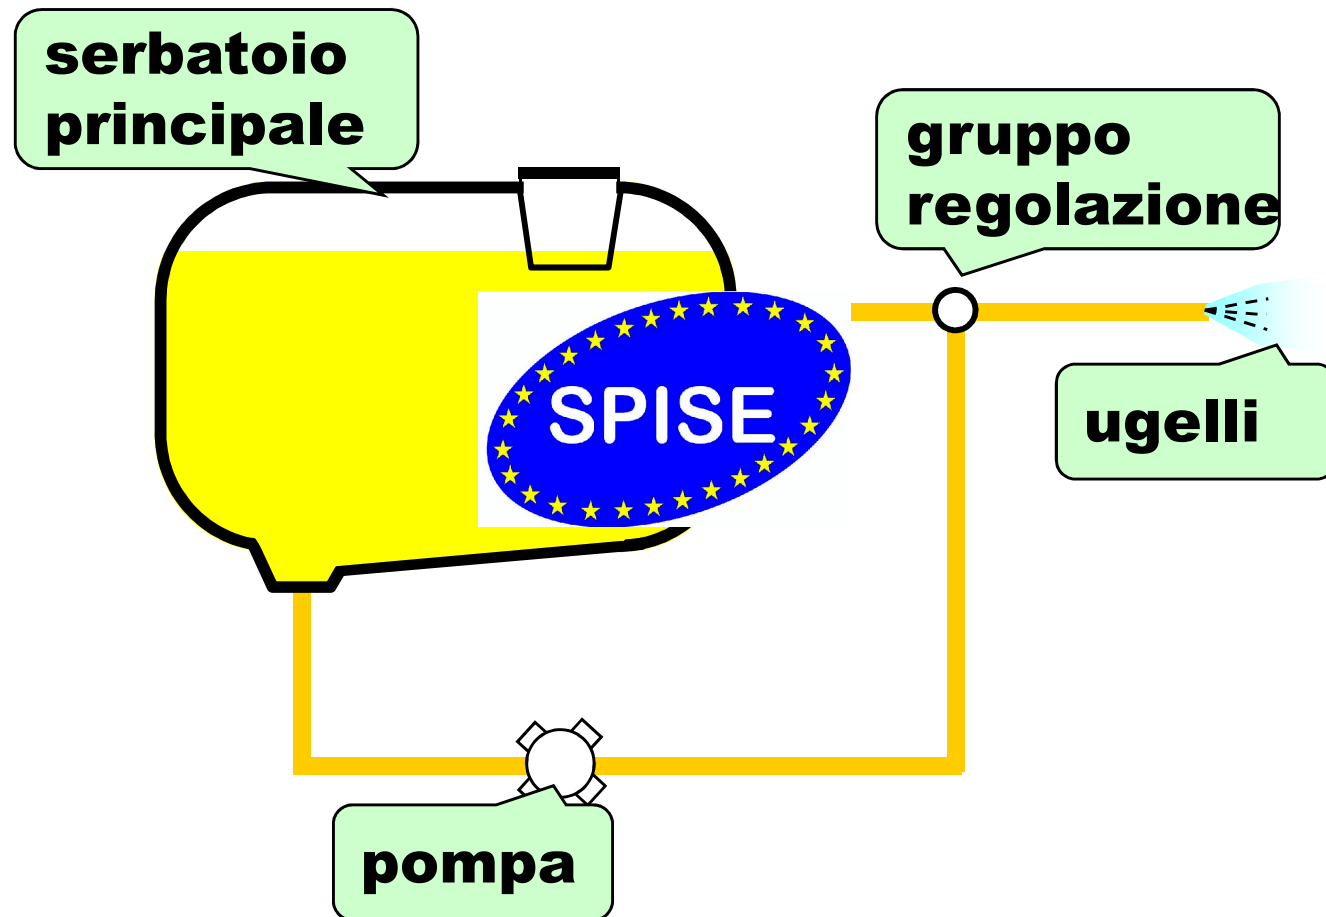 serbatoio
principale
gruppo
regolazione
SPISE
ugelli
pompa